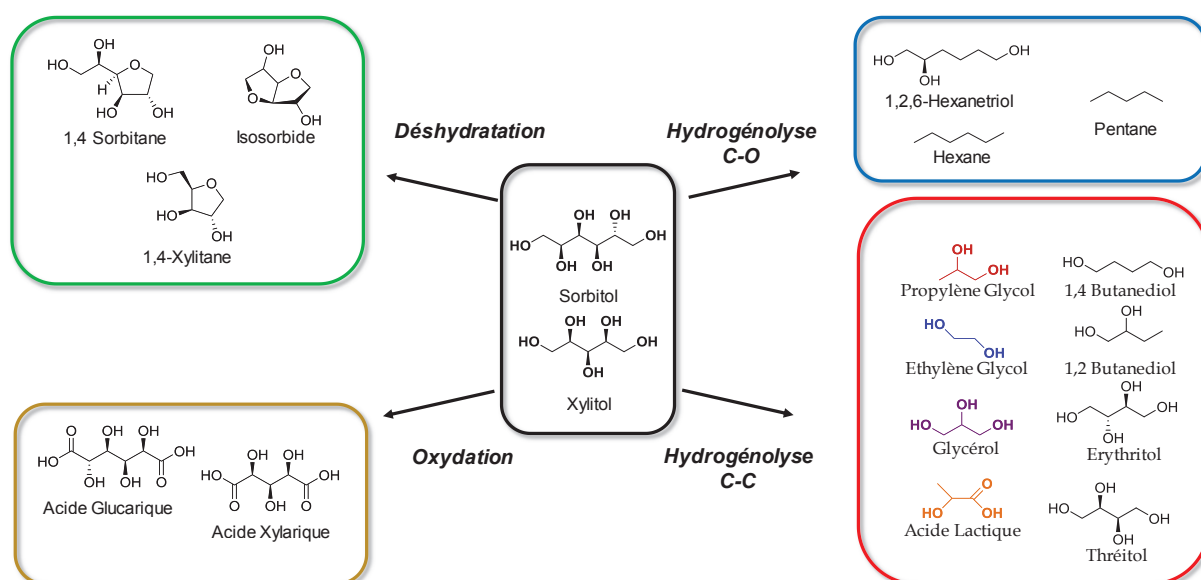 OH
HO
O
H
HO
OH
1,4 Sorbitane
OH
O
O
OH
Isosorbide
HO
O
HO
OH
1,4-Xylitane
Déshydratation
Hydrogénolyse
C-O
HO
OH
OH
1,2,6-Hexanetriol
Hexane
Pentane
OH
OH
HO
OH
OH
OH
Sorbitol
OH
OH
HO
OH
OH
Xylitol
OH
OH
Propylène Glycol
HO
OH
1,4 Butanediol
HO
OH
Ethylène Glycol
OH
HO
1,2 Butanediol
OH
HO
OH
Glycérol
OH
HO
OH
OH
Erythritol
O
HO
OH
Acide Lactique
OH
HO
OH
OH
Thréitol
Oxydation
Hydrogénolyse
C-C
O
OH
OH
HO
OH
OH
OH
O
Acide Glucarique
HO
OH
OH
OH
O
OH
O
Acide Xylarique